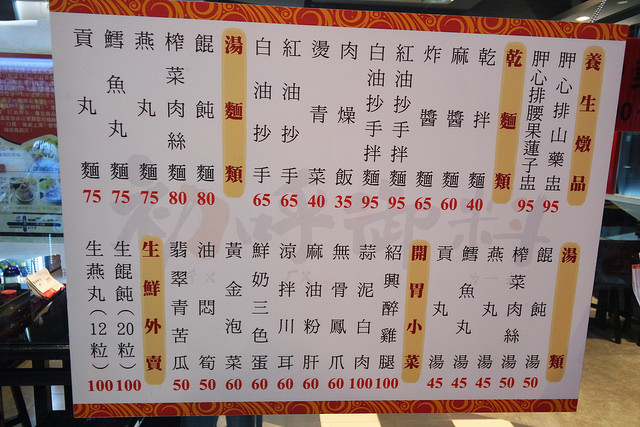 養生燉品
胛心排山藥盅 95
胛心排腰果蓮子盅 95
乾麵類
乾拌麵 40
麻醬麵 60
炸醬麵 65
紅油抄手拌麵 95
白油抄手拌麵 95
肉燥飯 35
燙青菜 40
紅油抄手 65
白油抄手 65
湯麵類
餛飩麵 80
榨菜肉絲麵 80
燕丸麵 75
鱈魚丸麵 75
貢丸麵 75
湯類
餛飩湯 50
榨菜肉絲湯 50
燕丸湯 45
鱈魚丸湯 45
貢丸湯 45
開胃小菜
紹興醉雞腿 100
蒜泥白肉 100
無骨鳳爪 60
麻油粉肝 60
涼拌川耳 60
鮮奶三色蛋 60
黃金泡菜 60
油悶筍 50
翡翠青苦瓜 50
生鮮外賣
生餛飩(20粒) 100
生燕丸(12粒) 100